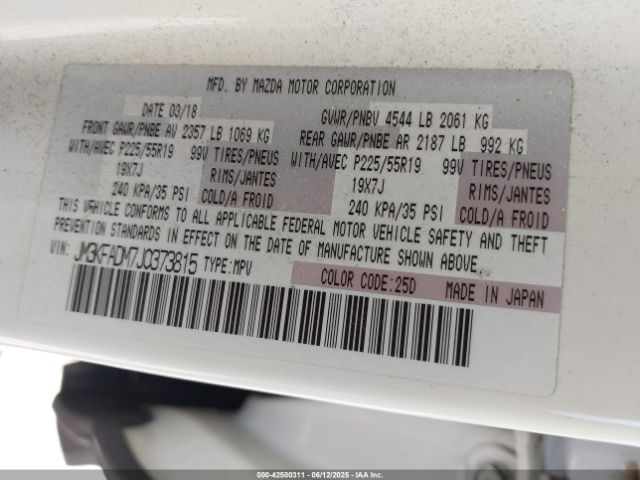 MFD. BY MAZDA MOTOR CORPORATION
DATE 03/18 GVWR/PNBV 4544 LB 2061 KG
FRONT GAWR/PNBE AV 2357 LB 1069 KG REAR GAWR/PNBE AR 2187 LB 992 KG
WITH/AVEC P225/55R19 99V TIRES/PNEUS WITH/AVEC P225/55R19 99V TIRES/PNEUS
19X7J RIMS/JANTES 19X7J RIMS/JANTES
240 KPA/35 PSI COLD/A FROID 240 KPA/35 PSI COLD/A FROID
THIS VEHICLE CONFORMS TO ALL APPLICABLE FEDERAL MOTOR VEHICLE SAFETY AND THEFT
PREVENTION STANDARDS IN EFFECT ON THE DATE OF MANUFACTURE SHOWN ABOVE.
VIN: JM3KFADM7J0373815 TYPE:MPV
COLOR CODE:25D MADE IN JAPAN
000-42500311 - 06/12/2025 - COPART